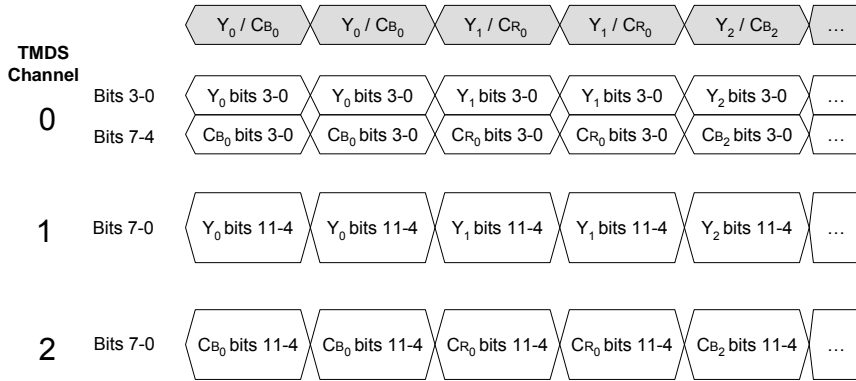 Y₀ / CB₀ Y₀ / CB₀ Y₁ / CR₀ Y₁ / CR₀ Y₂ / CB₂ ...
TMDS
Channel
0
Bits 3-0 Y₀ bits 3-0 Y₀ bits 3-0 Y₁ bits 3-0 Y₁ bits 3-0 Y₂ bits 3-0 ...
Bits 7-4 CB₀ bits 3-0 CB₀ bits 3-0 CR₀ bits 3-0 CR₀ bits 3-0 CB₂ bits 3-0 ...
1 Bits 7-0 Y₀ bits 11-4 Y₀ bits 11-4 Y₁ bits 11-4 Y₁ bits 11-4 Y₂ bits 11-4 ...
2 Bits 7-0 CB₀ bits 11-4 CB₀ bits 11-4 CR₀ bits 11-4 CR₀ bits 11-4 CB₂ bits 11-4 ...